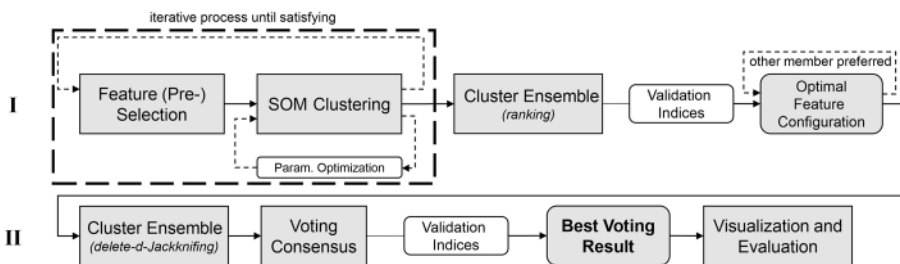 iterative process until satisfying
I
Feature (Pre-)
Selection
SOM Clustering
Param. Optimization
Cluster Ensemble
(ranking)
Validation
Indices
other member preferred
Optimal
Feature
Configuration
II
Cluster Ensemble
(delete-d-Jackknifing)
Voting
Consensus
Validation
Indices
Best Voting
Result
Visualization and
Evaluation